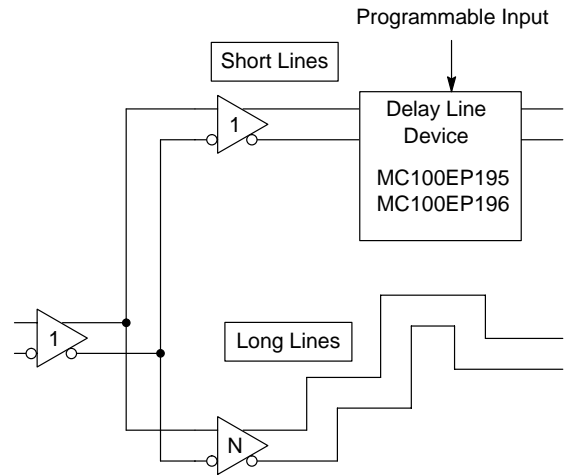 Programmable Input
Short Lines
1
Delay Line
Device
MC100EP195
MC100EP196
1
Long Lines
N